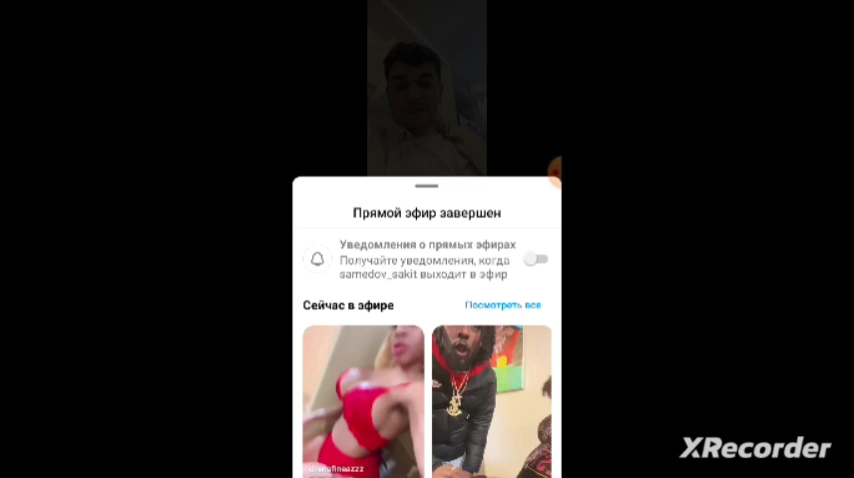 Прямой эфир завершен
Уведомления о прямых эфирах
Получайте уведомления, когда
samedov_sakit выходит в эфир
Сейчас в эфире
Посмотреть все
XRecorder